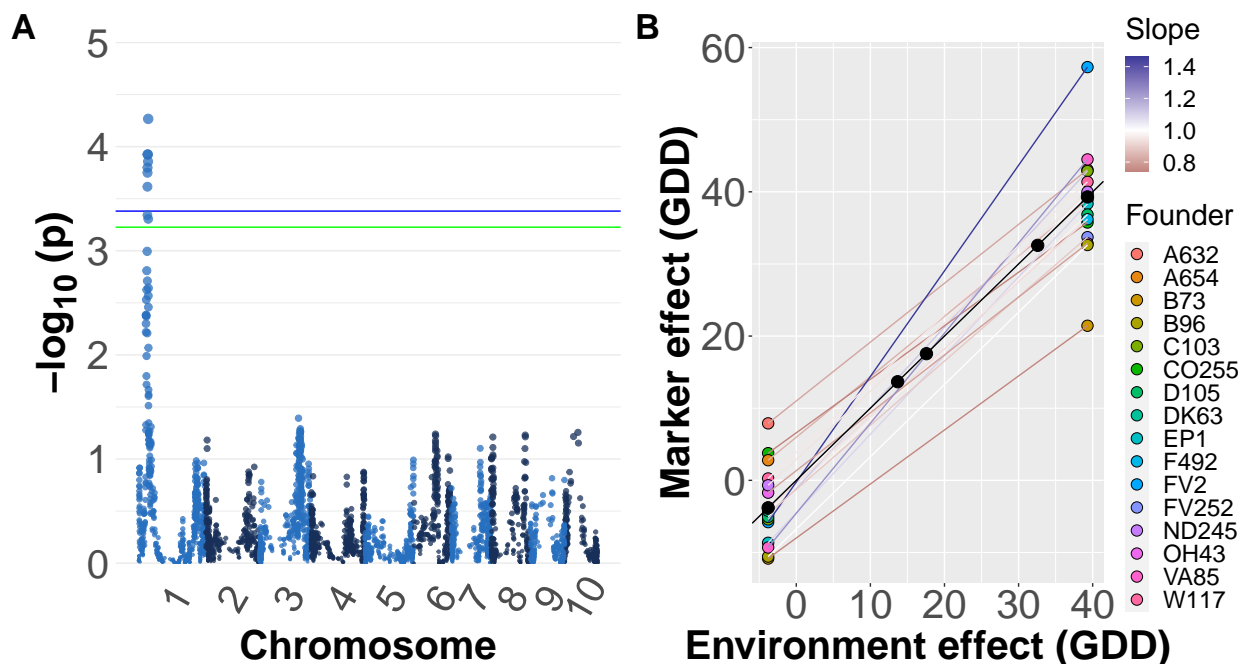 A
5
4
3
2
1
0
−log10 (p)
1 2 3 4 5 6 7 8 9 10
Chromosome
B
60
40
20
0
Marker effect (GDD)
0 10 20 30 40
Environment effect (GDD)
Slope
1.4
1.2
1.0
0.8
Founder
A632
A654
B73
B96
C103
CO255
D105
DK63
EP1
F492
FV2
FV252
ND245
OH43
VA85
W117